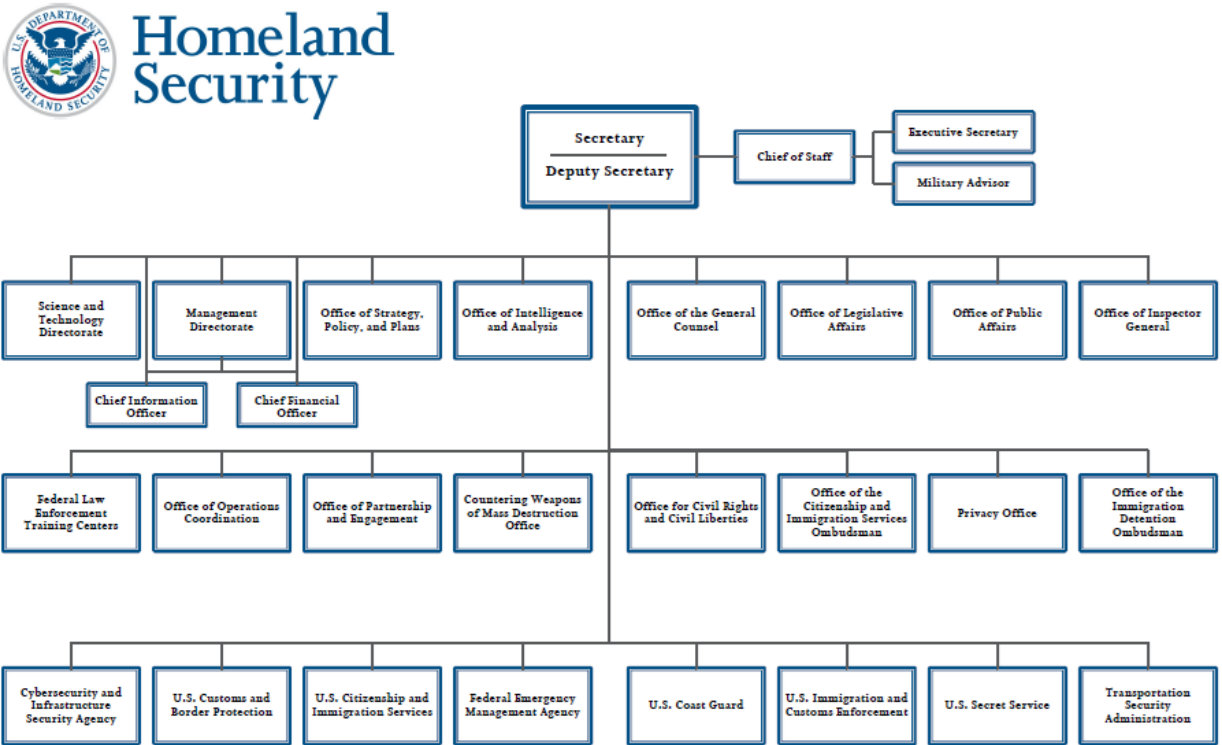 U.S. DEPARTMENT OF
HOMELAND SECURITY
Homeland
Security
Secretary
Deputy Secretary
Chief of Staff
Executive Secretary
Military Advisor
Science and
Technology
Directorate
Management
Directorate
Office of Strategy,
Policy, and Plans
Office of Intelligence
and Analysis
Office of the General
Counsel
Office of Legislative
Affairs
Office of Public
Affairs
Office of Inspector
General
Chief Information
Officer
Chief Financial
Officer
Federal Law
Enforcement
Training Centers
Office of Operations
Coordination
Office of Partnership
and Engagement
Countering Weapons
of Mass Destruction
Office
Office for Civil Rights
and Civil Liberties
Office of the
Citizenship and
Immigration Services
Ombudsman
Privacy Office
Office of the
Immigration
Detention
Ombudsman
Cybersecurity and
Infrastructure
Security Agency
U.S. Customs and
Border Protection
U.S. Citizenship and
Immigration Services
Federal Emergency
Management Agency
U.S. Coast Guard
U.S. Immigration and
Customs Enforcement
U.S. Secret Service
Transportation
Security
Administration